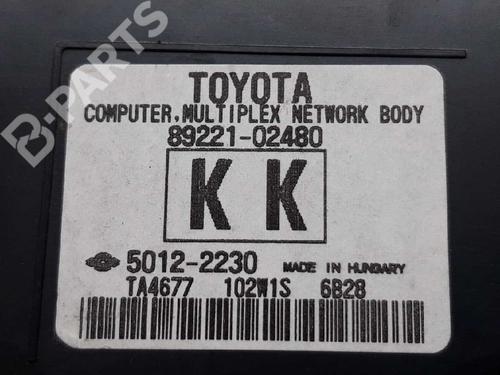 B-PARTS
TOYOTA
COMPUTER, MULTIPLEX NETWORK BODY
89221-02480
K K
5012-2230 MADE IN HUNGARY
TA4677 102W1S 6B28